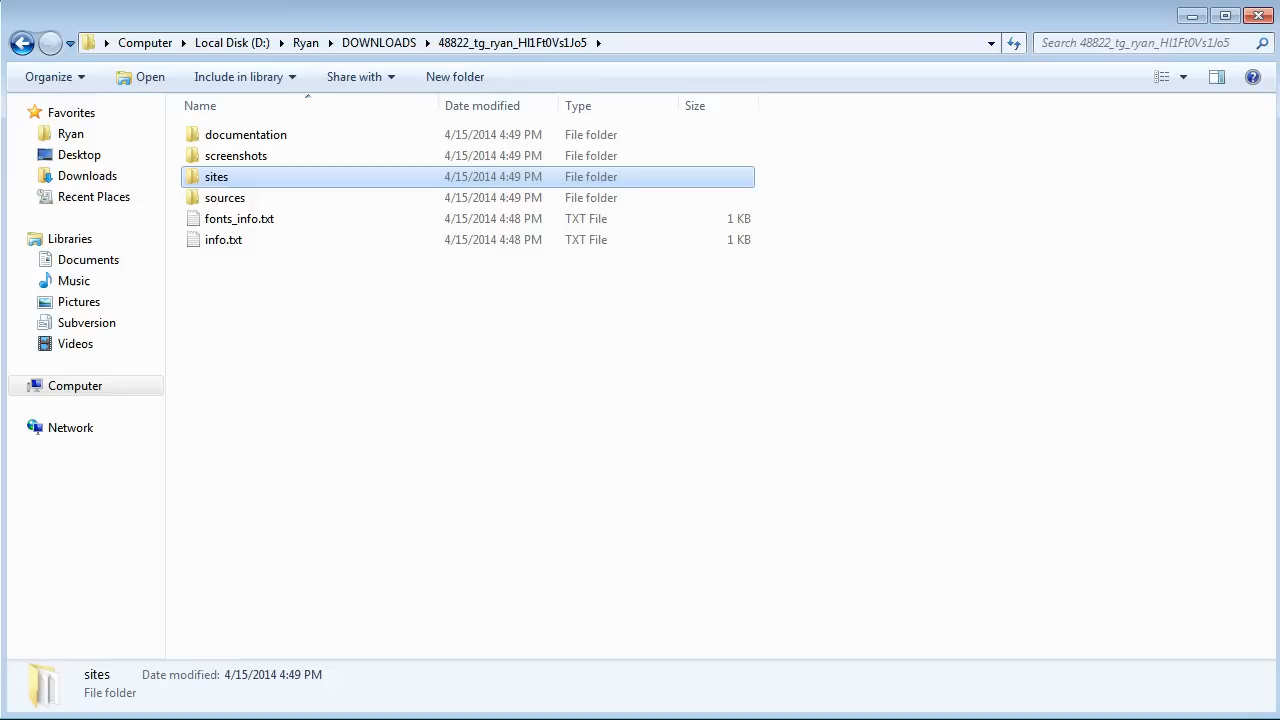 Computer Local Disk (D:) Ryan DOWNLOADS 48822_tg_ryan_HI1Ft0Vs1Jo5 Search 48822_tg_ryan_HI1Ft0Vs1Jo5
Organize Open Include in library Share with New folder
Name Date modified Type Size
Favorites
Ryan
Desktop
Downloads
Recent Places
Libraries
Documents
Music
Pictures
Subversion
Videos
Computer
Network
documentation 4/15/2014 4:49 PM File folder
screenshots 4/15/2014 4:49 PM File folder
sites 4/15/2014 4:49 PM File folder
sources 4/15/2014 4:49 PM File folder
fonts_info.txt 4/15/2014 4:48 PM TXT File 1 KB
info.txt 4/15/2014 4:48 PM TXT File 1 KB
sites Date modified: 4/15/2014 4:49 PM
File folder